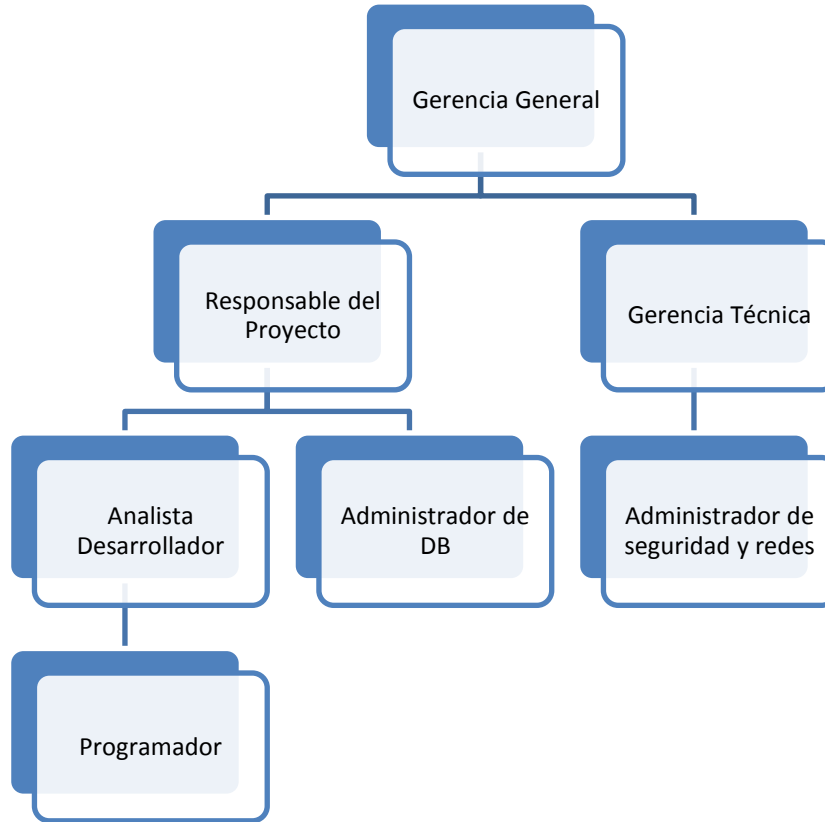 Gerencia General
Responsable del
Proyecto
Gerencia Técnica
Analista
Desarrollador
Administrador de
DB
Administrador de
seguridad y redes
Programador